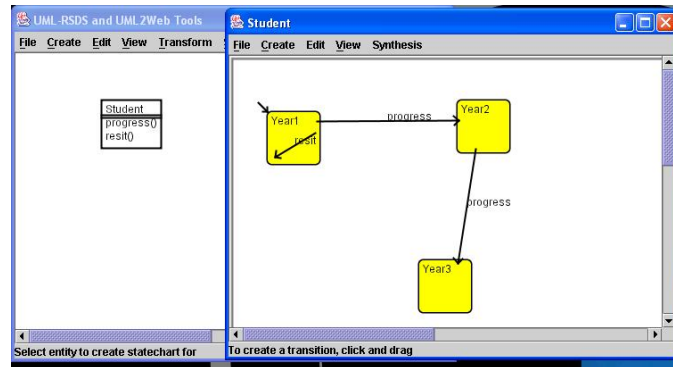 UML-RSDS and UML2Web Tools
File Create Edit View Transform
Student
progress()
resit()
Select entity to create statechart for
Student
File Create Edit View Synthesis
Year1
progress
Year2
resit
progress
Year3
To create a transition, click and drag